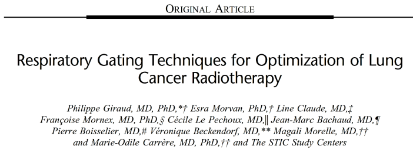 ORIGINAL ARTICLE
Respiratory Gating Techniques for Optimization of Lung
Cancer Radiotherapy
Philippe Giraud, MD, PhD,*† Esra Morvan, PhD,† Line Claude, MD,‡
Françoise Mornex, MD, PhD,§ Cécile Le Pechoux, MD,‖ Jean-Marc Bachaud, MD,¶
Pierre Boisselier, MD,# Véronique Beckendorf, MD,** Magali Morelle, MD,††
and Marie-Odile Carrère, MD, PhD,†† and The STIC Study Centers